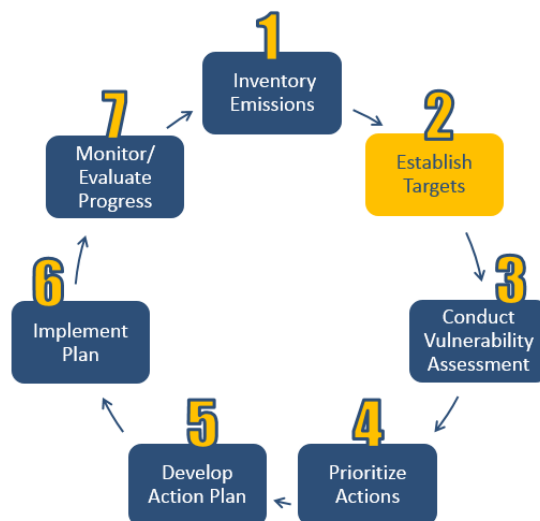 1
Inventory
Emissions
2
Establish
Targets
3
Conduct
Vulnerability
Assessment
4
Prioritize
Actions
5
Develop
Action Plan
6
Implement
Plan
7
Monitor/
Evaluate
Progress